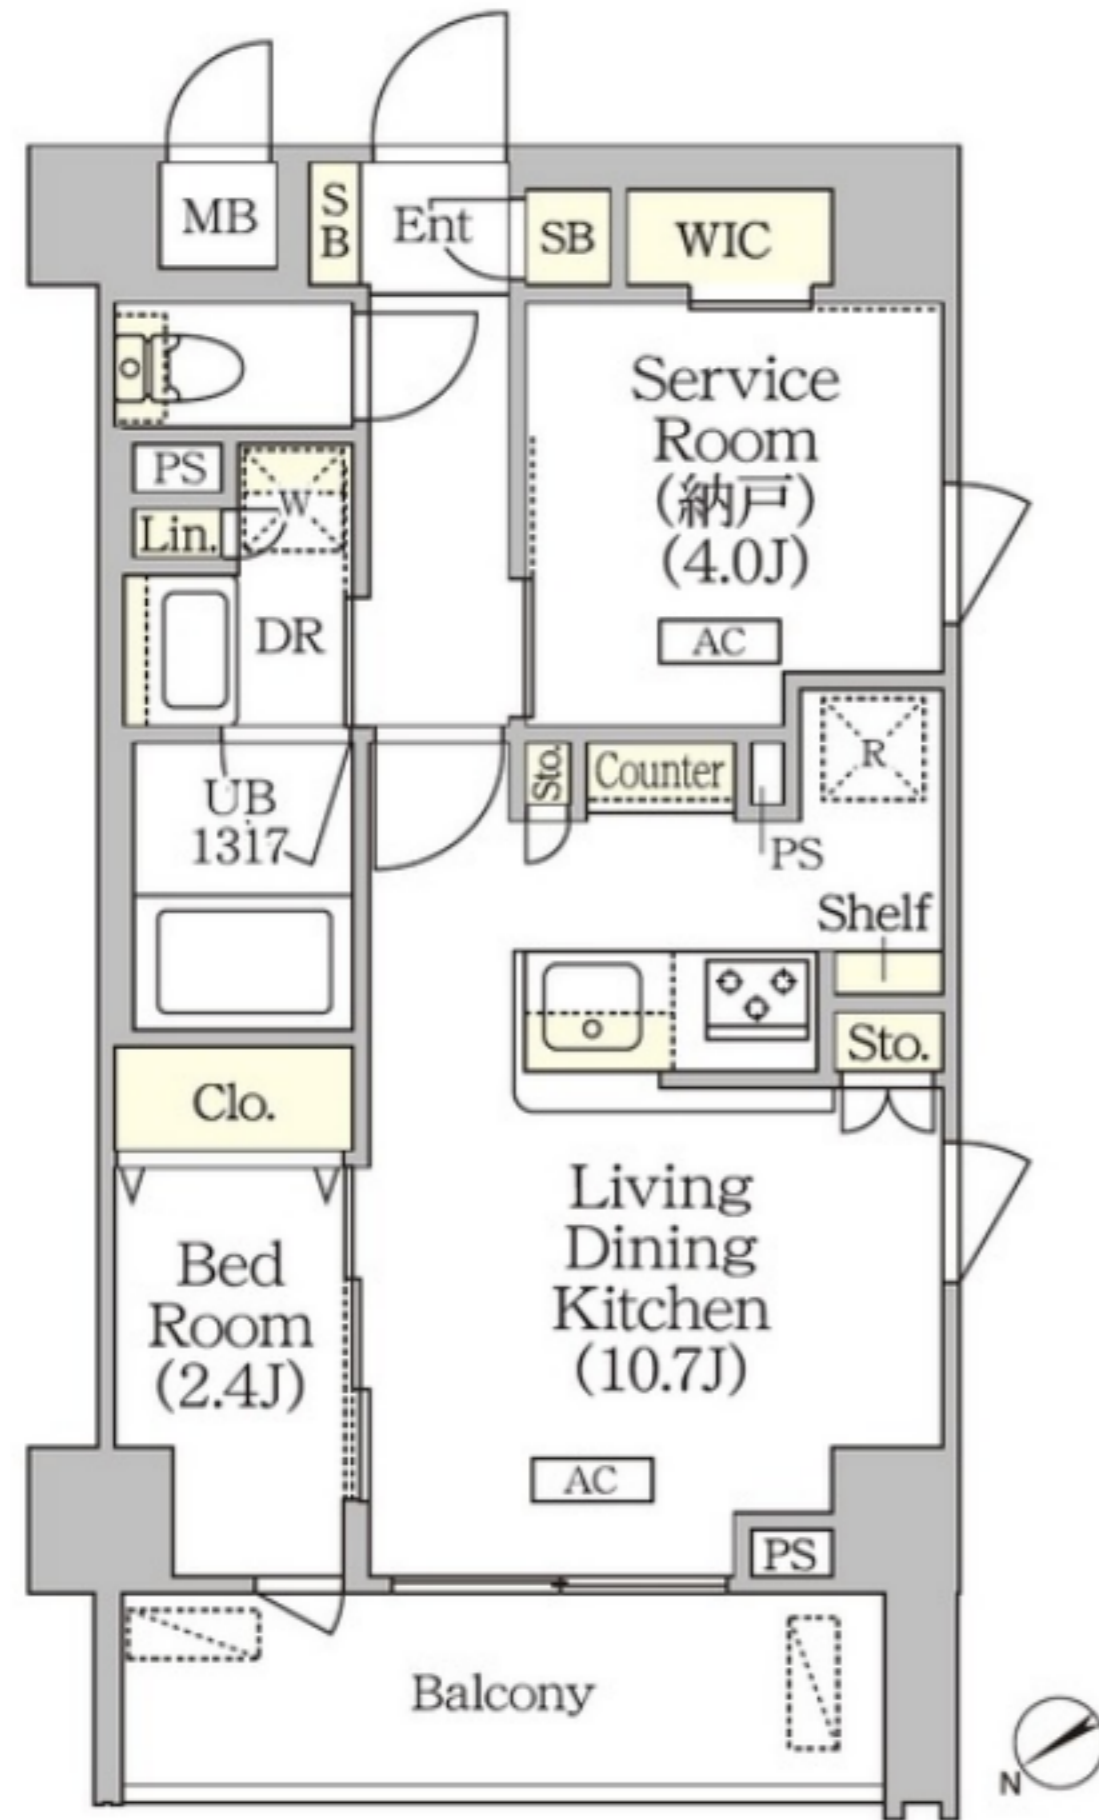 MB
S
B
Ent
SB
WIC
Service
Room
(納戸)
(4.0J)
AC
PS
W
Lin.
DR
UB
1317
Sto.
Counter
PS
R
Shelf
Sto.
Clo.
Bed
Room
(2.4J)
Living
Dining
Kitchen
(10.7J)
AC
PS
Balcony
N